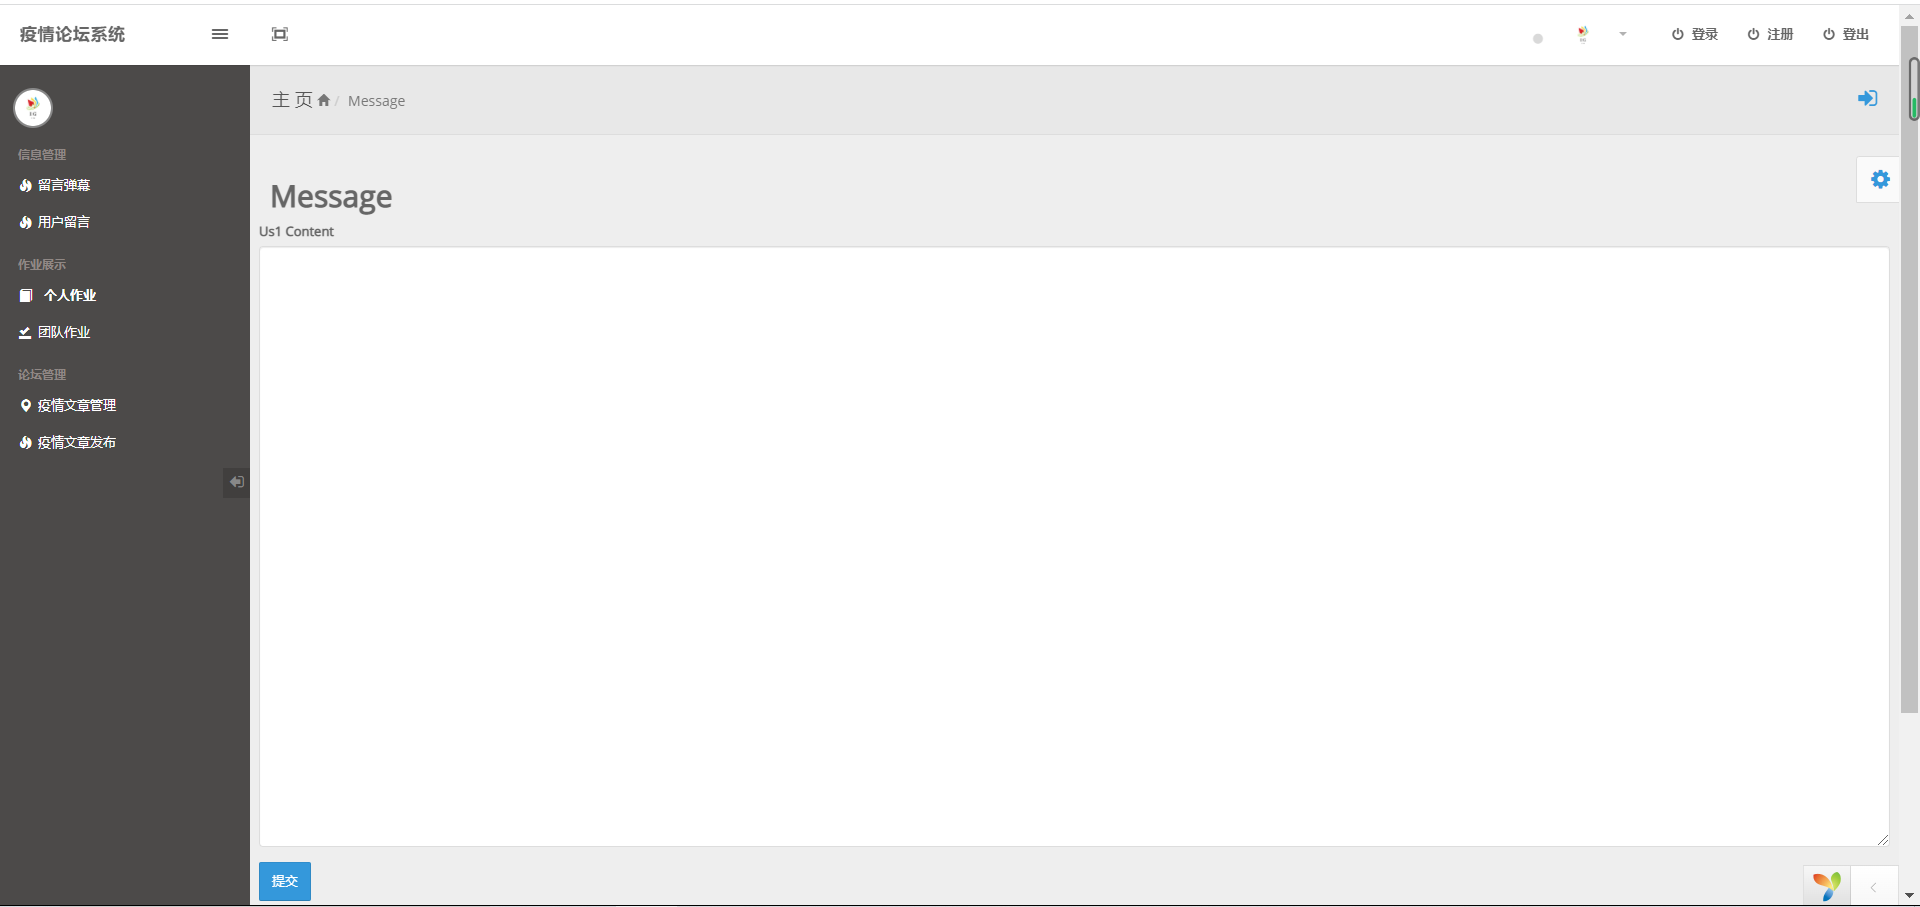 疫情论坛系统
登录
注册
登出
主 页 / Message
信息管理
留言弹幕
用户留言
作业展示
个人作业
团队作业
论坛管理
疫情文章管理
疫情文章发布
Message
Us1 Content
提交